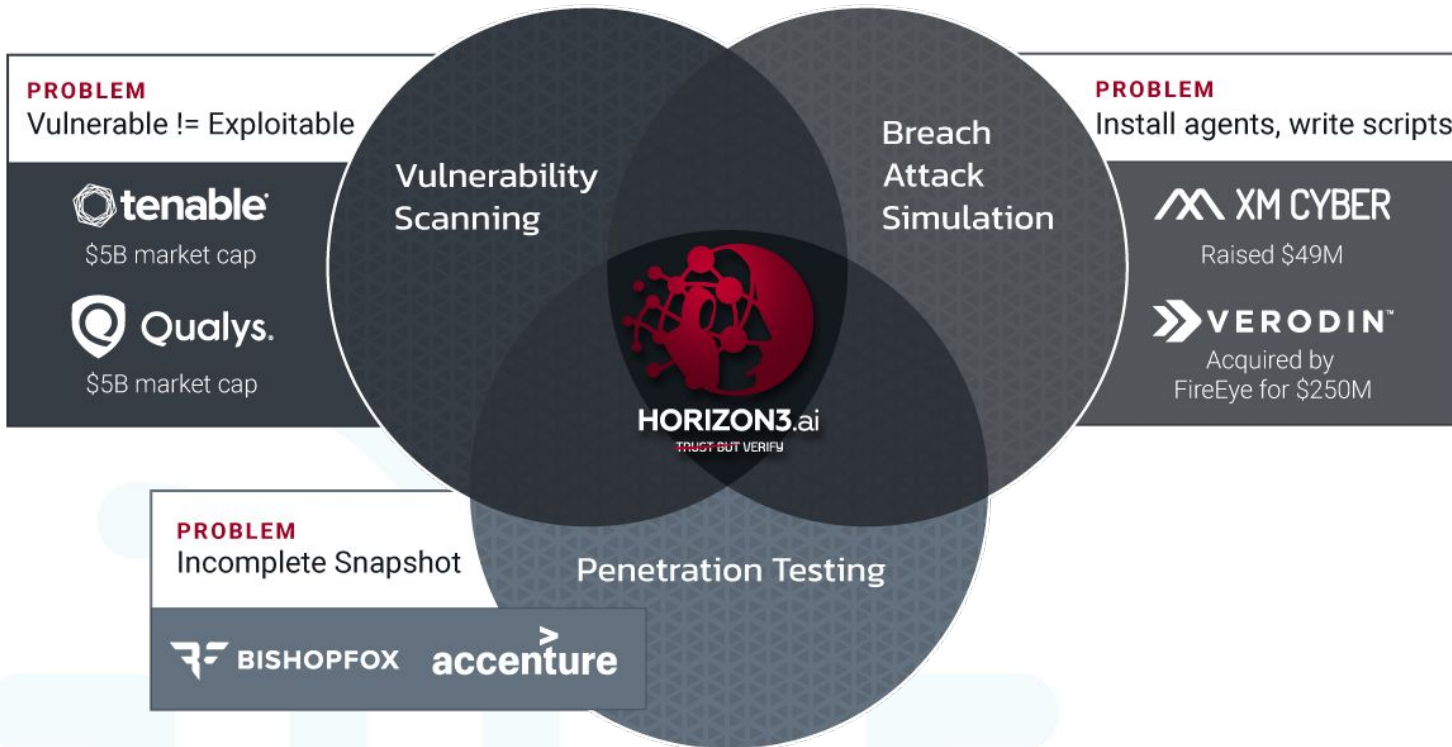 PROBLEM
Vulnerable != Exploitable
tenable
$5B market cap
Qualys.
$5B market cap
Vulnerability
Scanning
Breach
Attack
Simulation
PROBLEM
Install agents, write scripts
XM CYBER
Raised $49M
VERODIN™
Acquired by
FireEye for $250M
HORIZON3.ai
TRUST BUT VERIFY
PROBLEM
Incomplete Snapshot
BISHOPFOX
accenture
Penetration Testing